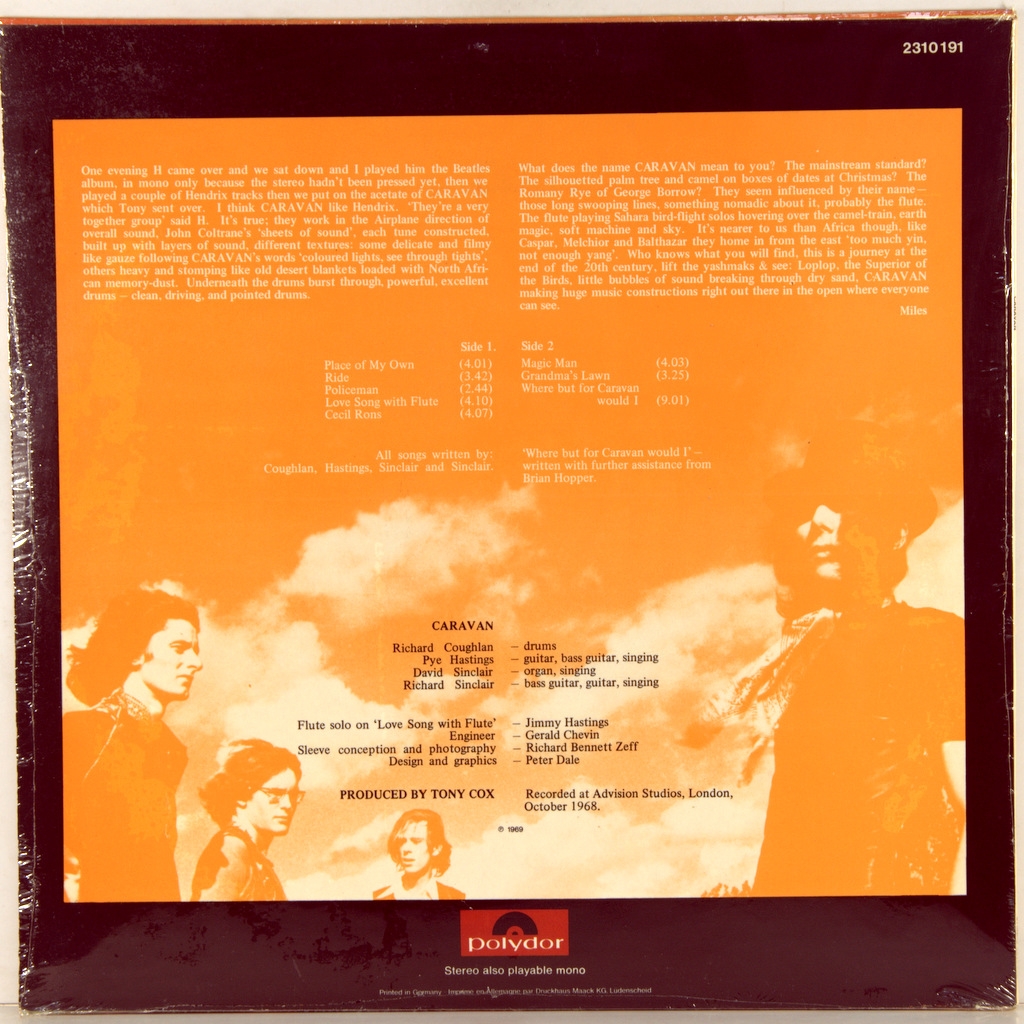 2310 191
One evening H came over and we sat down and I played him the Beatles
album, in mono only because the stereo hadn't been pressed yet, then we
played a couple of Hendrix tracks then we put on the acetate of CARAVAN
which Tony sent over. I think CARAVAN like Hendrix. 'They're a very
together group' said H. It's true; they work in the Airplane direction of
overall sound, John Coltrane's 'sheets of sound', each tune constructed,
built up with layers of sound, different textures: some delicate and filmy
like gauze following CARAVAN's words 'coloured lights, see through tights',
others heavy and stomping like old desert blankets loaded with North Afri-
can memory-dust. Underneath the drums burst through, powerful, excellent
drums – clean, driving, and pointed drums.
What does the name CARAVAN mean to you? The mainstream standard?
The silhouetted palm tree and camel on boxes of dates at Christmas? The
Romany Rye of George Borrow? They seem influenced by their name –
those long swooping lines, something nomadic about it, probably the flute.
The flute playing Sahara bird-flight solos hovering over the camel-train, earth
magic, soft machine and sky. It's nearer to us than Africa though, like
Caspar, Melchior and Balthazar they home in from the east 'too much yin,
not enough yang'. Who knows what you will find, this is a journey at the
end of the 20th century, lift the yashmaks & see: Loplop, the Superior of
the Birds, little bubbles of sound breaking through dry sand, CARAVAN
making huge music constructions right out there in the open where everyone
can see.
Miles
Side 1.
Place of My Own (4.01)
Ride (3.42)
Policeman (2.44)
Love Song with Flute (4.10)
Cecil Rons (4.07)
Side 2
Magic Man (4.03)
Grandma's Lawn (3.25)
Where but for Caravan
would I (9.01)
All songs written by:
Coughlan, Hastings, Sinclair and Sinclair.
'Where but for Caravan would I' –
written with further assistance from
Brian Hopper.
CARAVAN
Richard Coughlan – drums
Pye Hastings – guitar, bass guitar, singing
David Sinclair – organ, singing
Richard Sinclair – bass guitar, guitar, singing
Flute solo on 'Love Song with Flute' – Jimmy Hastings
Engineer – Gerald Chevin
Sleeve conception and photography – Richard Bennett Zeff
Design and graphics – Peter Dale
PRODUCED BY TONY COX
Recorded at Advision Studios, London,
October 1968.
℗ 1969
polydor
Stereo also playable mono
Printed in Germany Imprimé en Allemagne par Druckhaus Maack KG, Lüdenscheid